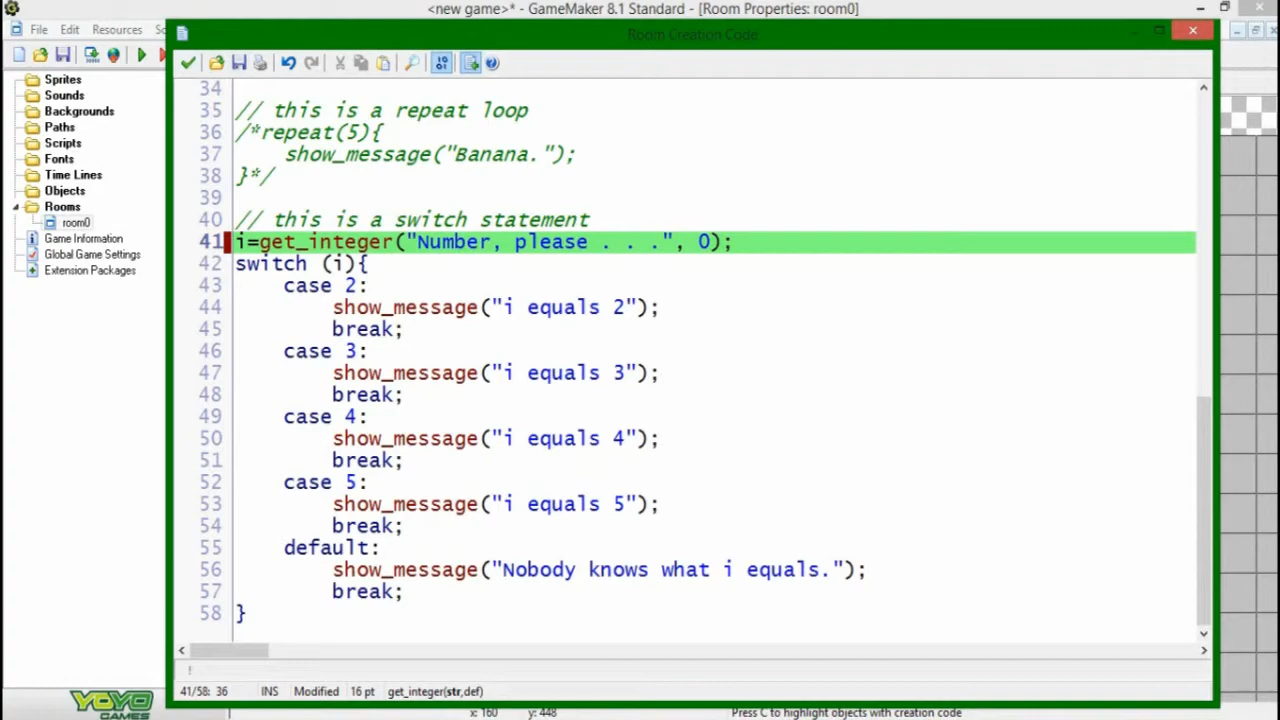 <new game>* - GameMaker 8.1 Standard - [Room Properties: room0]
File Edit Resources
Room Creation Code
Sprites
Sounds
Backgrounds
Paths
Scripts
Fonts
Time Lines
Objects
Rooms
room0
Game Information
Global Game Settings
Extension Packages
34
35 // this is a repeat loop
36 /*repeat(5){
37 show_message("Banana.");
38 }*/
39
40 // this is a switch statement
41 i=get_integer("Number, please . . .", 0);
42 switch (i){
43 case 2:
44 show_message("i equals 2");
45 break;
46 case 3:
47 show_message("i equals 3");
48 break;
49 case 4:
50 show_message("i equals 4");
51 break;
52 case 5:
53 show_message("i equals 5");
54 break;
55 default:
56 show_message("Nobody knows what i equals.");
57 break;
58 }
41/58: 36 INS Modified 16 pt get_integer(str,def)
YOYO
GAMES
x: 160 y: 448 Press C to highlight objects with creation code